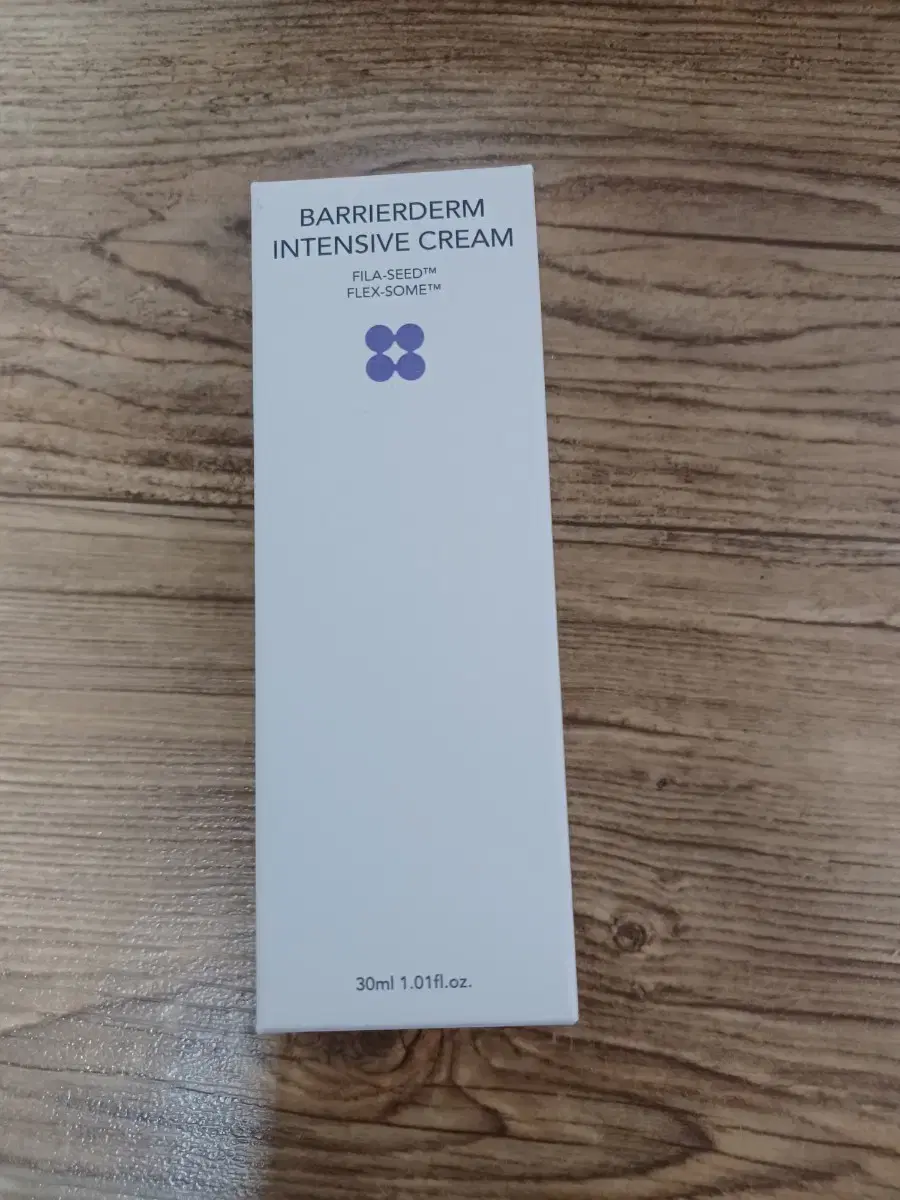 BARRIERDERM
INTENSIVE CREAM
FILA-SEED™
FLEX-SOME™
30ml 1.01fl.oz.